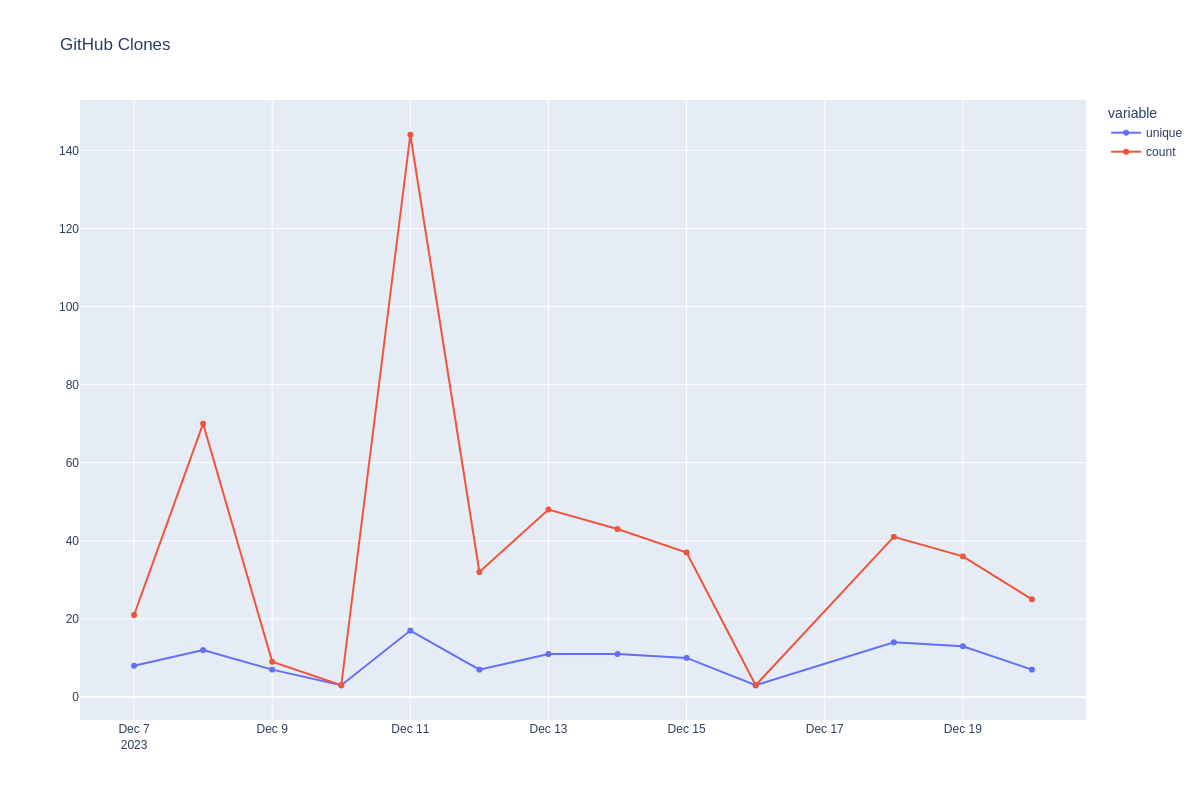 GitHub Clones
variable
unique
count
140
120
100
80
60
40
20
0
Dec 7
2023
Dec 9
Dec 11
Dec 13
Dec 15
Dec 17
Dec 19